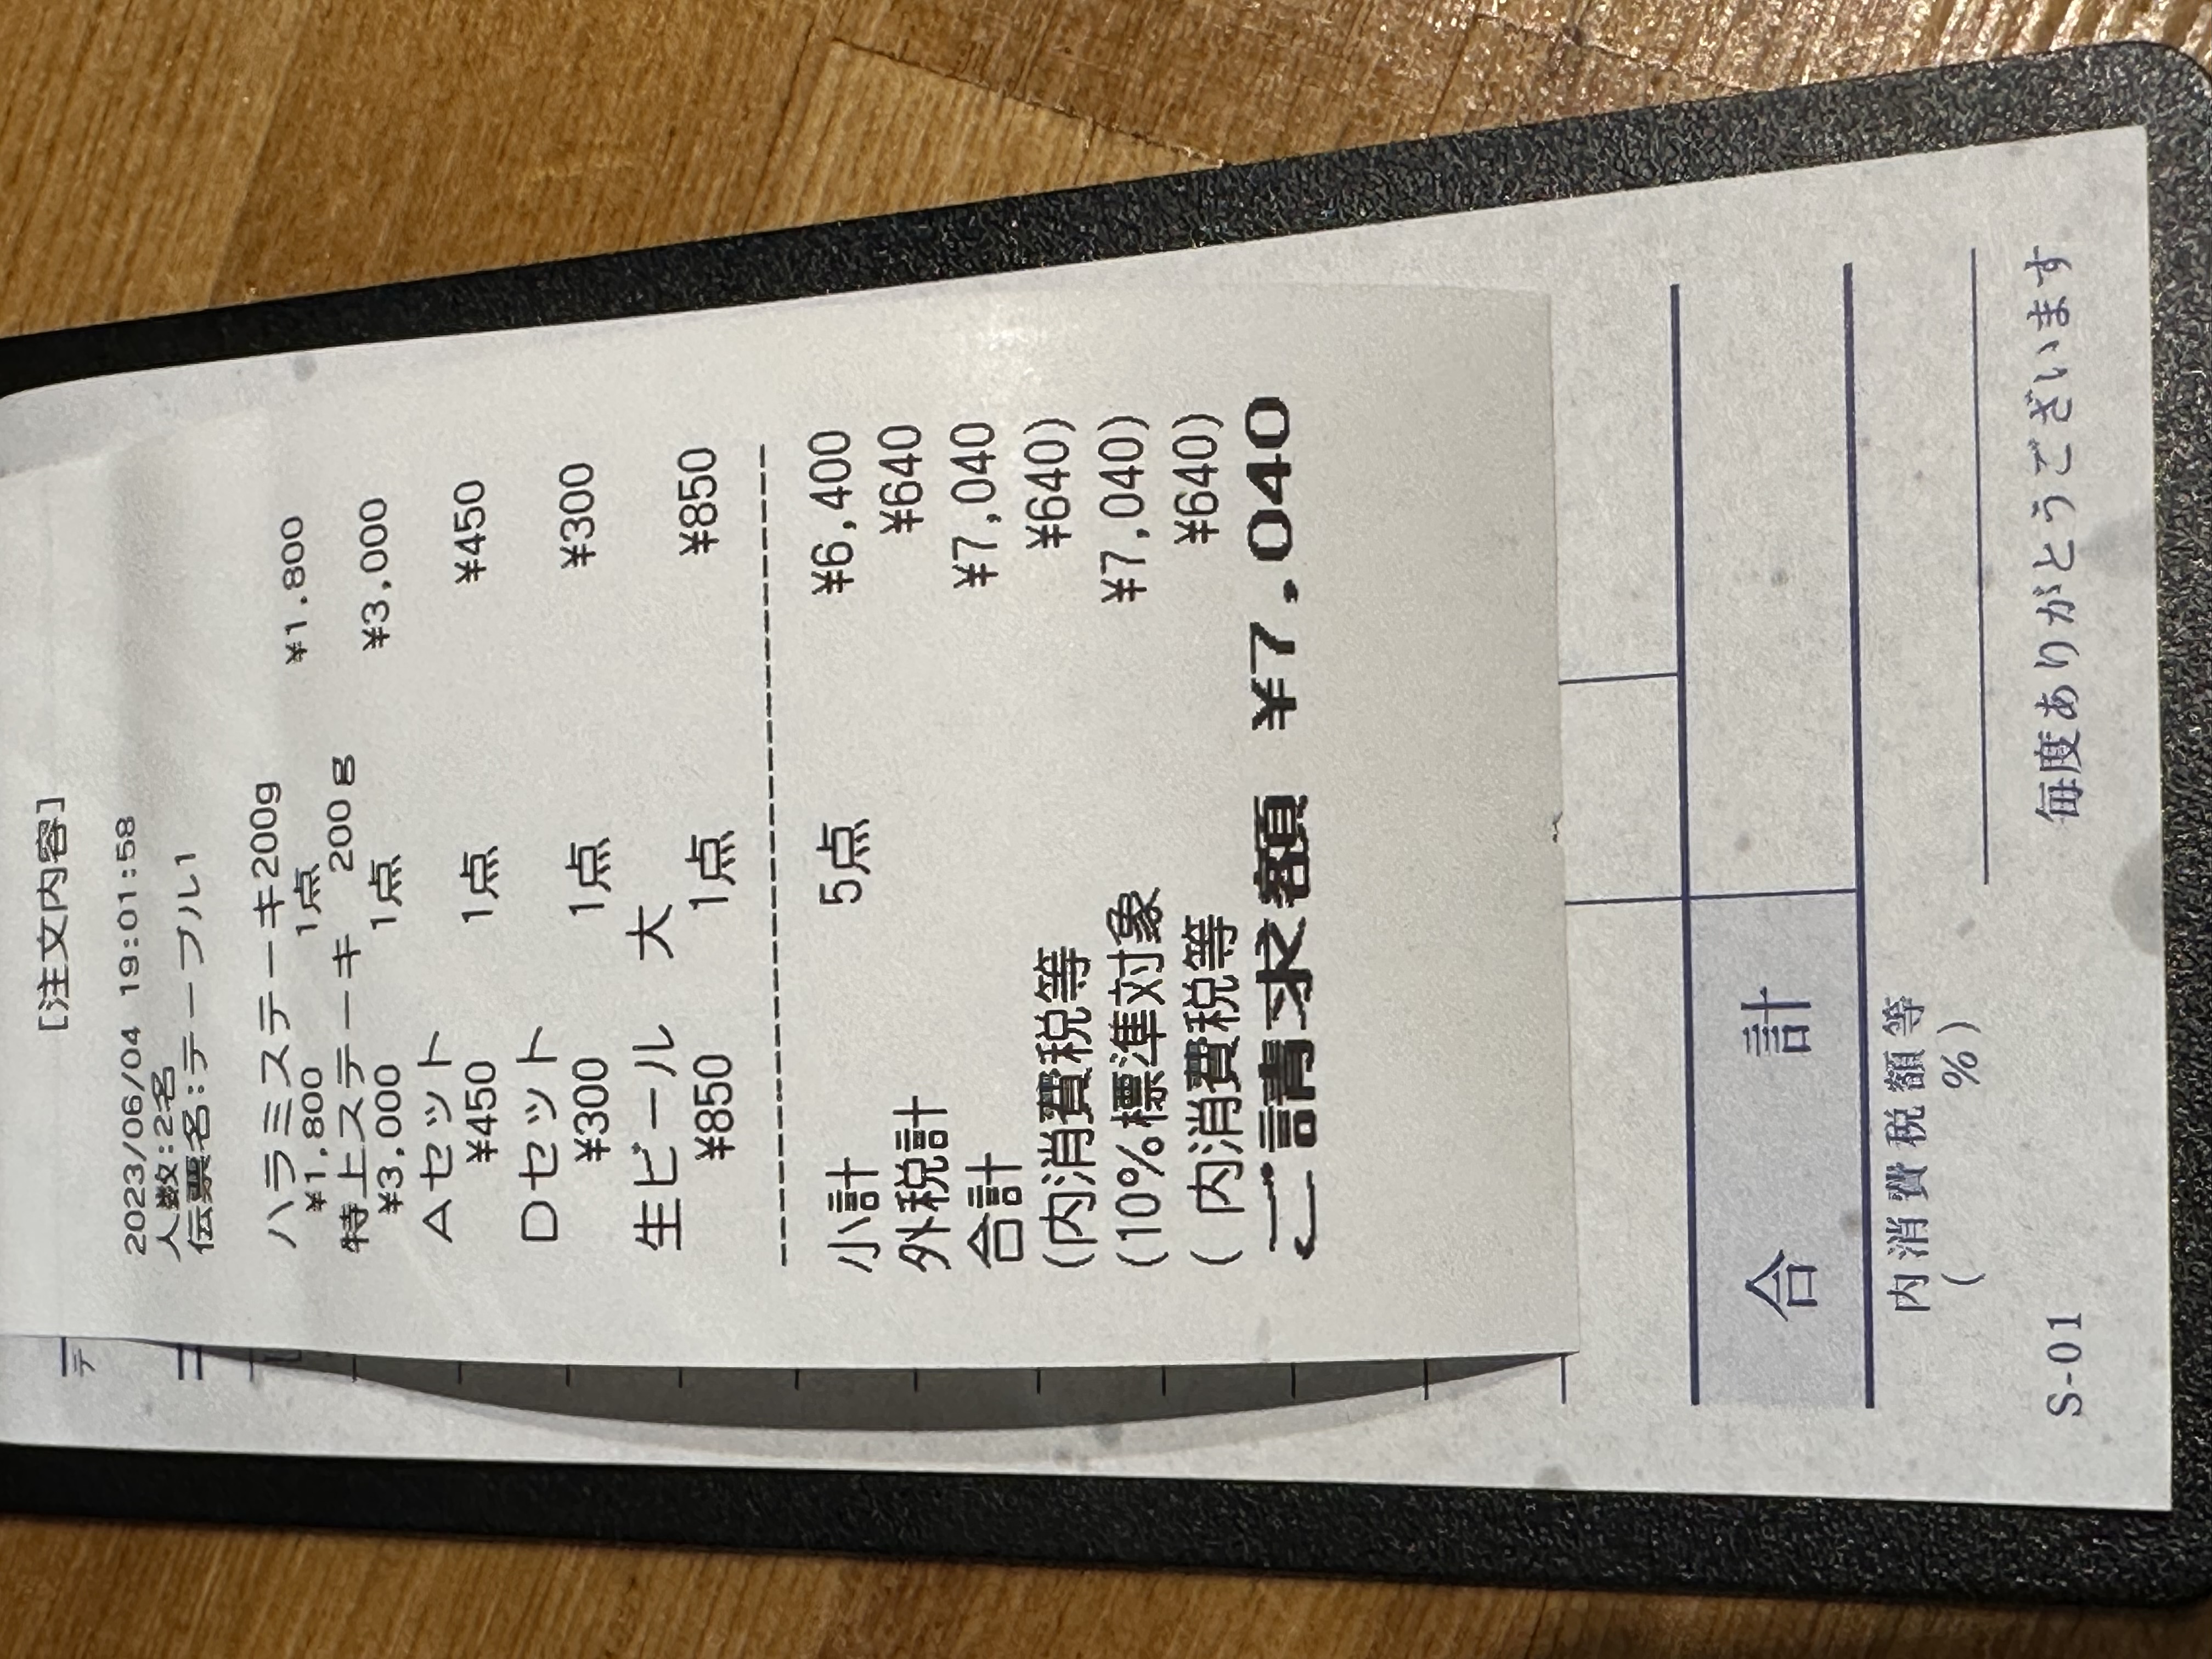 [注文内容]
2023/06/04 19:01:58
人数:2名
伝票名:テーブル1
ハラミステーキ200g
¥1,800 1点 ¥1,800
特上ステーキ 200g
¥3,000 1点 ¥3,000
Aセット
¥450 1点 ¥450
Dセット
¥300 1点 ¥300
生ビール 大
¥850 1点 ¥850
小計 5点 ¥6,400
外税計 ¥640
合計 ¥7,040
(内消費税等 ¥640)
(10%標準対象 ¥7,040)
( 内消費税等 ¥640)
ご請求額 ¥7,040
合 計
内消費税額等
( %)
S-01 毎度ありがとうございます